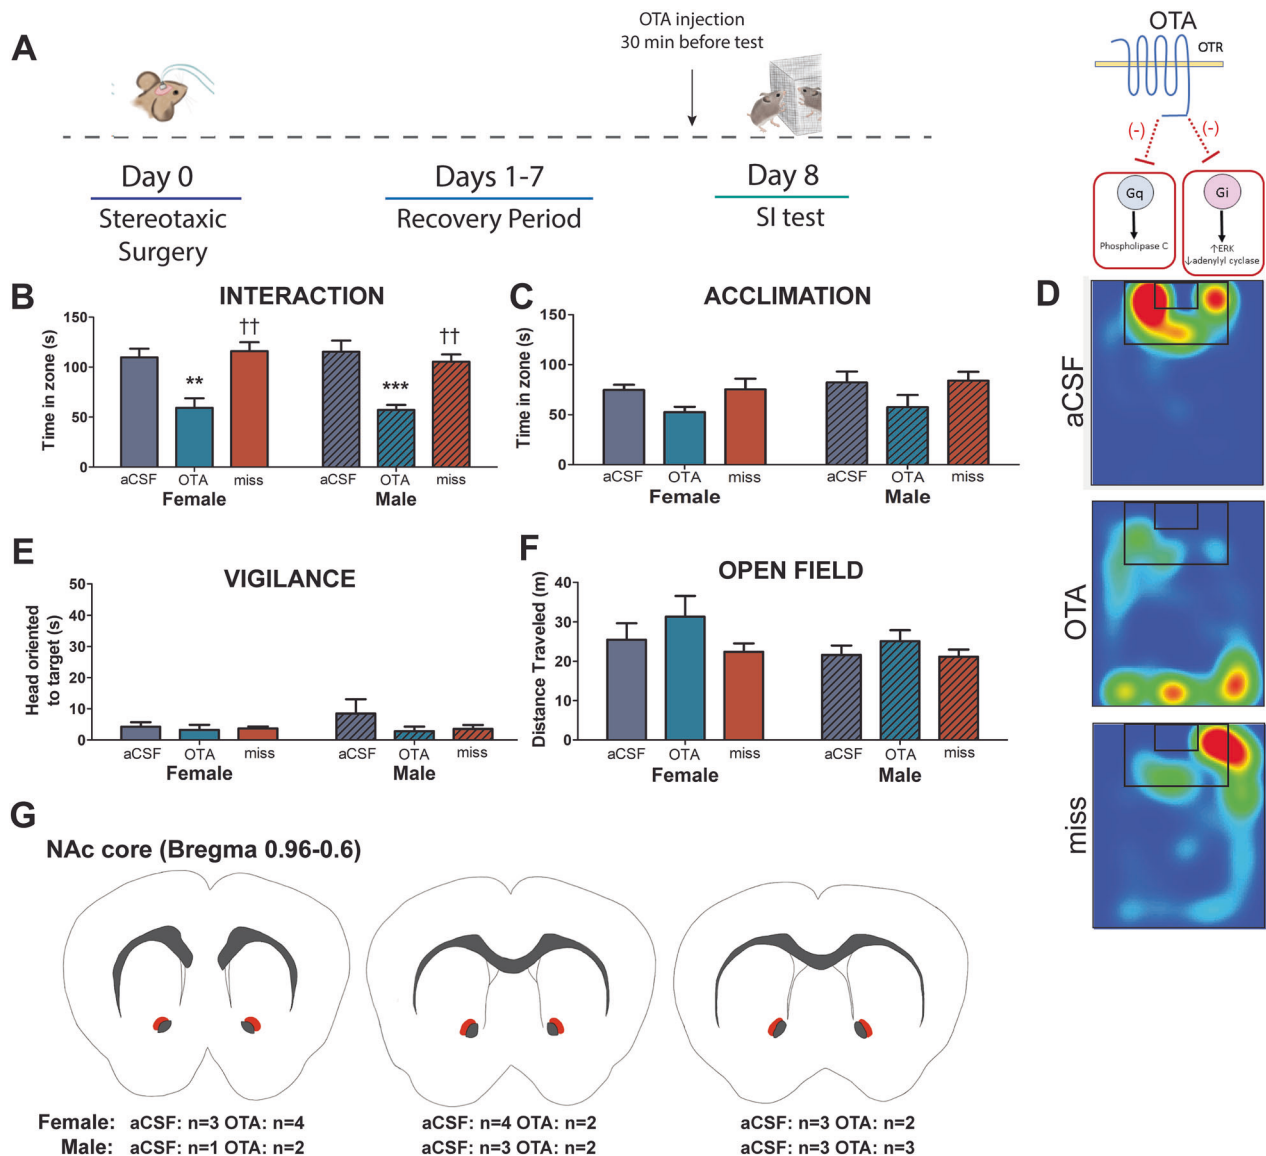 A
OTA injection
30 min before test
Day 0
Stereotaxic
Surgery
Days 1-7
Recovery Period
Day 8
SI test
OTA
OTR
(-)
(-)
Gq
Phospholipase C
Gi
↑ERK
↓adenylyl cyclase
B
INTERACTION
Time in zone (s)
150
100
50
0
**
††
***
††
aCSF
OTA
miss
aCSF
OTA
miss
Female
Male
C
ACCLIMATION
Time in zone (s)
150
100
50
0
aCSF
OTA
miss
aCSF
OTA
miss
Female
Male
D
aCSF
OTA
miss
E
VIGILANCE
Head oriented
to target (s)
50
40
30
20
10
0
aCSF
OTA
miss
aCSF
OTA
miss
Female
Male
F
OPEN FIELD
Distance Traveled (m)
40
30
20
10
0
aCSF
OTA
miss
aCSF
OTA
miss
Female
Male
G
NAc core (Bregma 0.96-0.6)
Female: aCSF: n=3 OTA: n=4
aCSF: n=4 OTA: n=2
aCSF: n=3 OTA: n=2
Male: aCSF: n=1 OTA: n=2
aCSF: n=3 OTA: n=2
aCSF: n=3 OTA: n=3